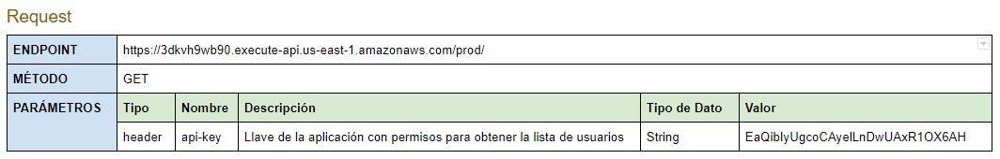 Request
ENDPOINT https://3dkvh9wb90.execute-api.us-east-1.amazonaws.com/prod/
MÉTODO GET
PARÁMETROS Tipo Nombre Descripción Tipo de Dato Valor
header api-key Llave de la aplicación con permisos para obtener la lista de usuarios String EaQiblyUgcoCAyelLnDwUAxR1OX6AH